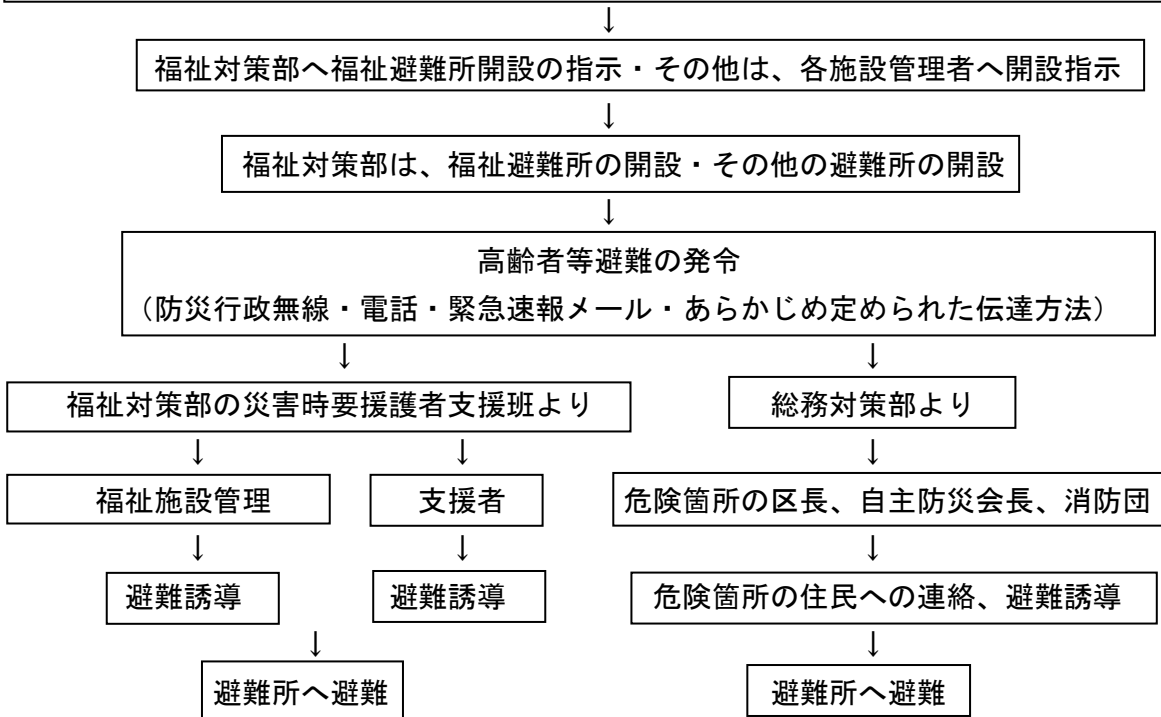 ↓
福祉対策部へ福祉避難所開設の指示・その他は、各施設管理者へ開設指示
↓
福祉対策部は、福祉避難所の開設・その他の避難所の開設
↓
高齢者等避難の発令
（防災行政無線・電話・緊急速報メール・あらかじめ定められた伝達方法）
↓ ↓
福祉対策部の災害時要援護者支援班より 総務対策部より
↓ ↓ ↓
福祉施設管理 支援者 危険箇所の区長、自主防災会長、消防団
↓ ↓ ↓
避難誘導 避難誘導 危険箇所の住民への連絡、避難誘導
↓ ↓
避難所へ避難 避難所へ避難